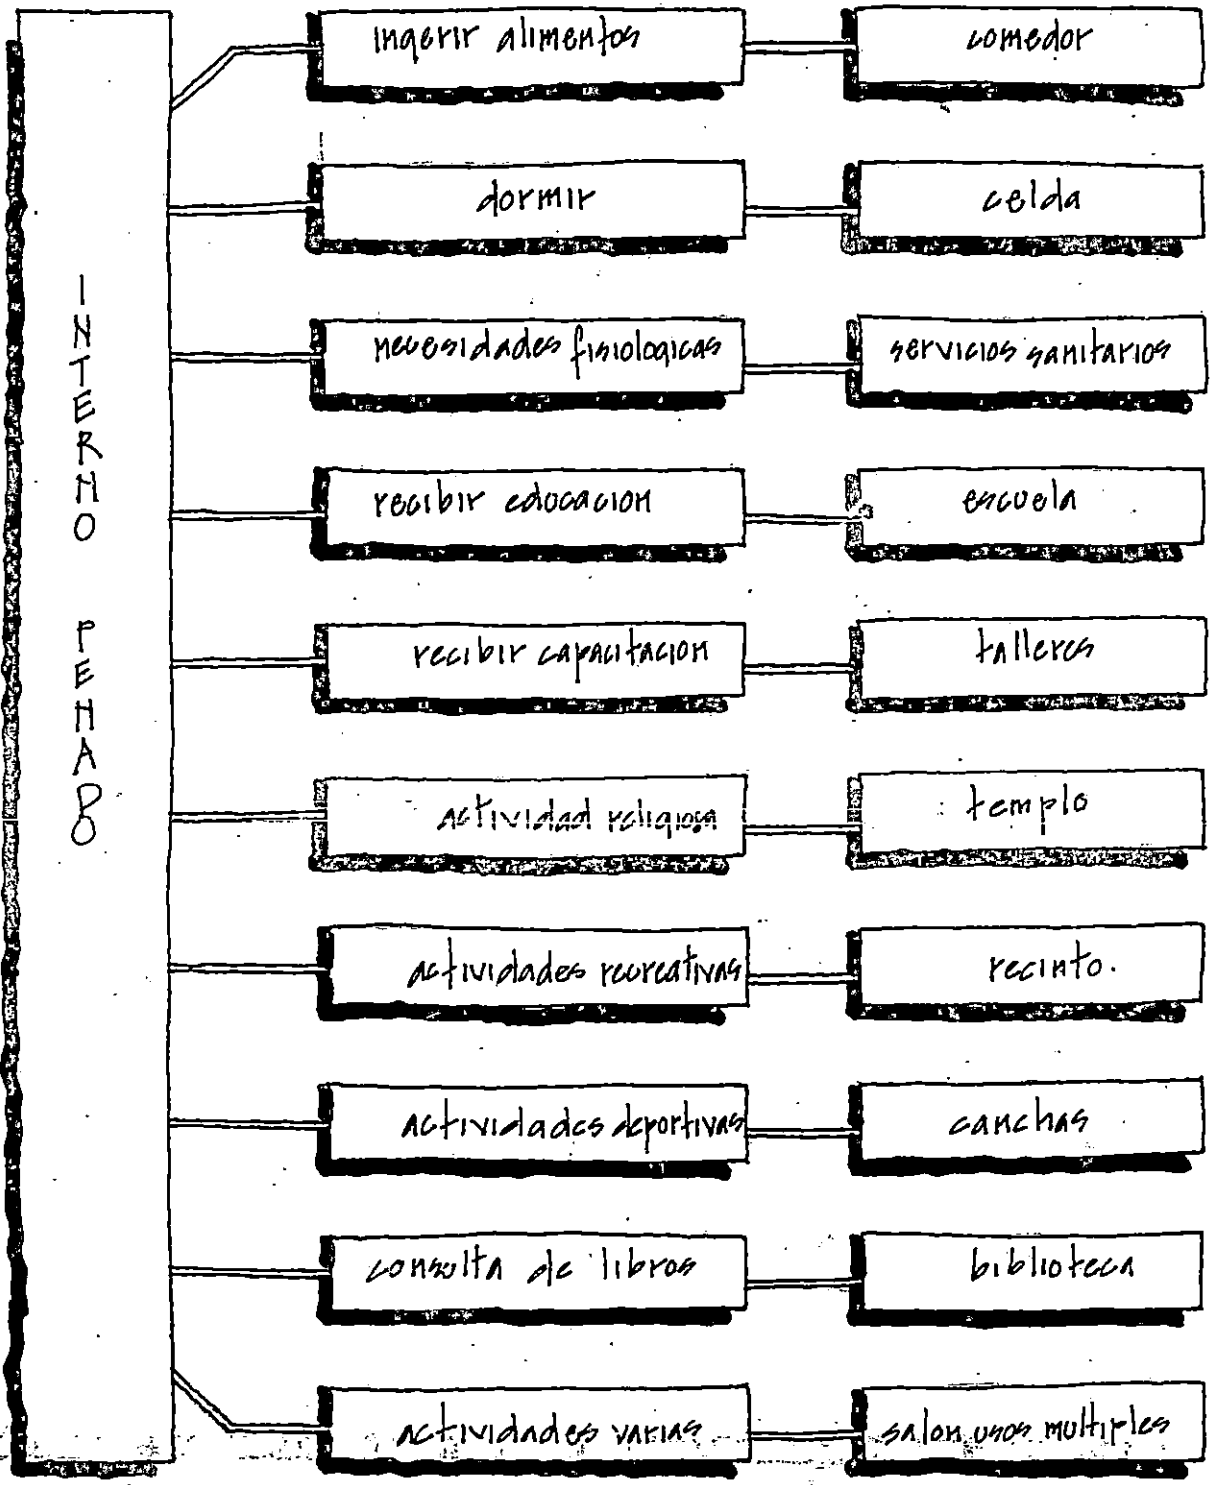 INTERNO PENADO
ingerir alimentos
comedor
dormir
celda
necesidades fisiologicas
servicios sanitarios
recibir educacion
escuela
recibir capacitacion
talleres
actividad religiosa
templo
actividades recreativas
recinto.
actividades deportivas
canchas
consulta de libros
biblioteca
actividades varias
salon usos multiples